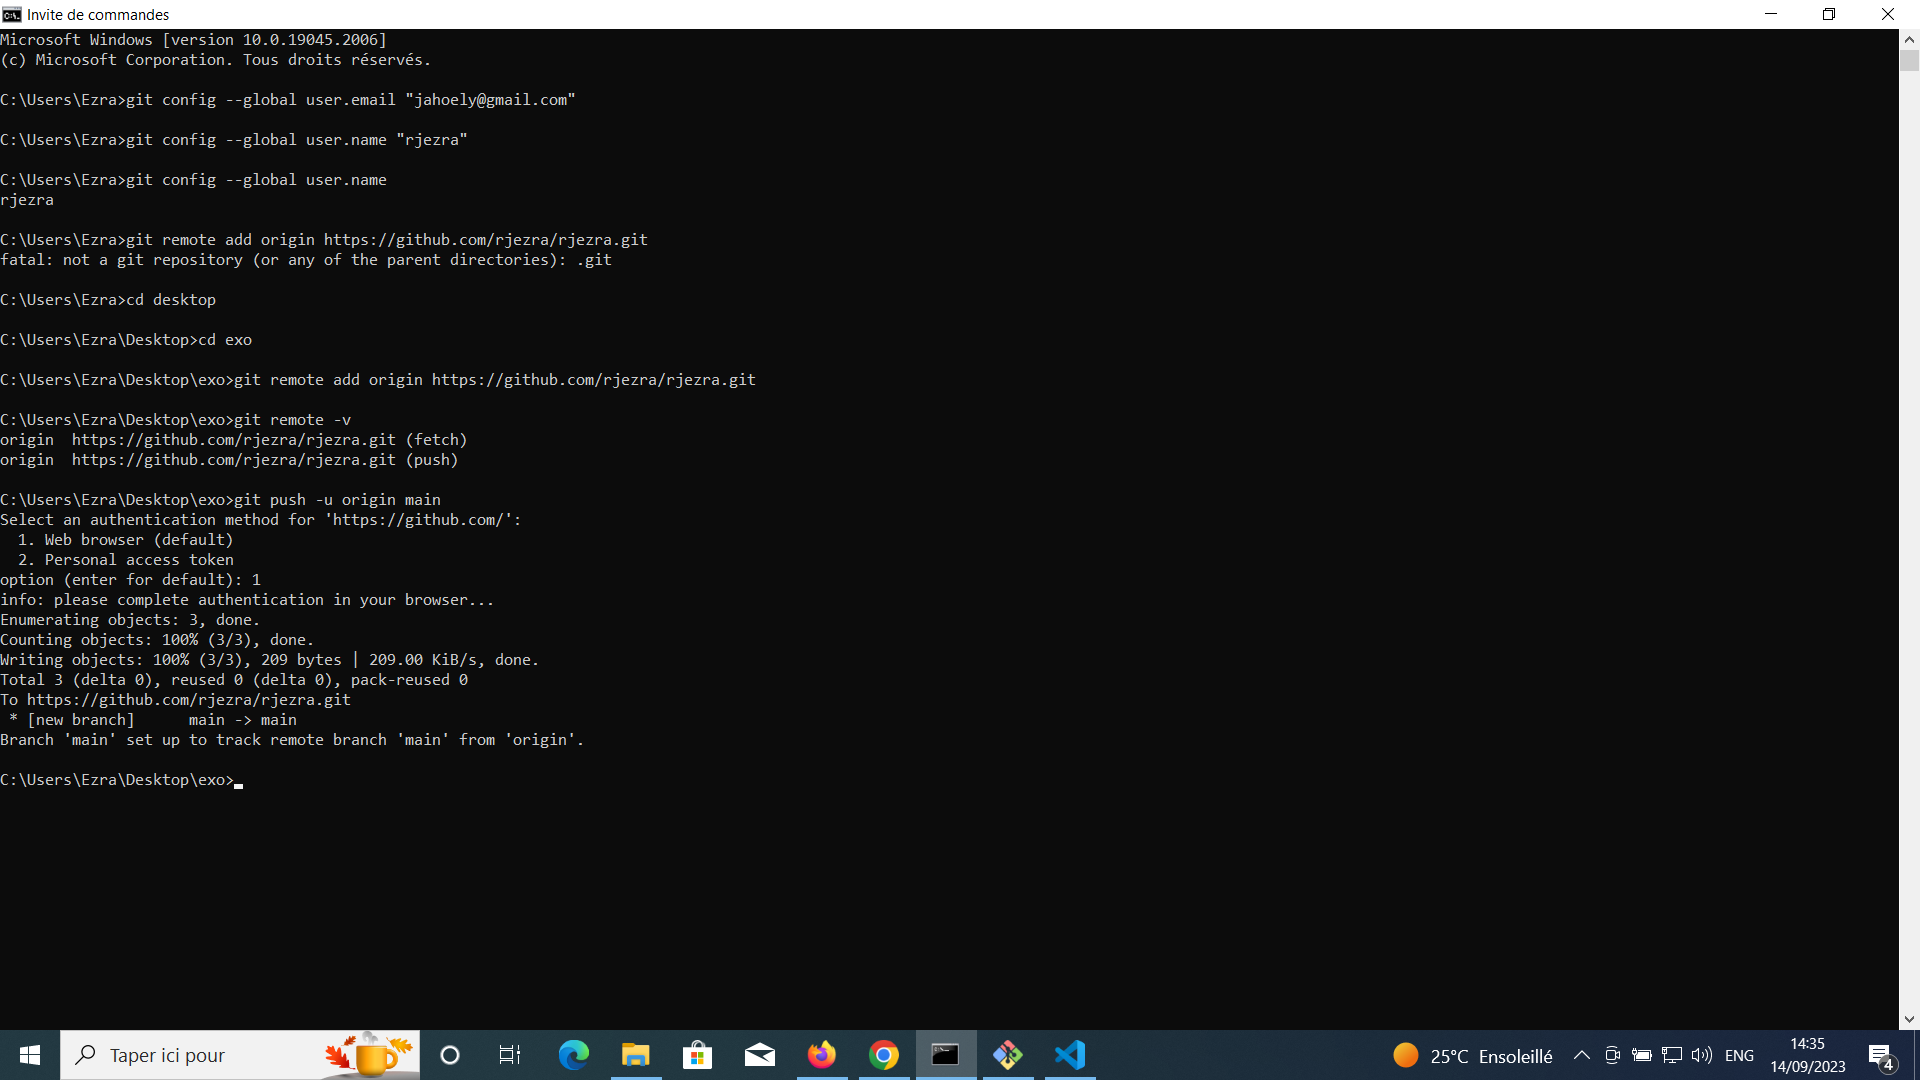 Invite de commandes
Microsoft Windows [version 10.0.19045.2006]
(c) Microsoft Corporation. Tous droits réservés.
C:\Users\Ezra>git config --global user.email "jahoely@gmail.com"
C:\Users\Ezra>git config --global user.name "rjezra"
C:\Users\Ezra>git config --global user.name
rjezra
C:\Users\Ezra>git remote add origin https://github.com/rjezra/rjezra.git
fatal: not a git repository (or any of the parent directories): .git
C:\Users\Ezra>cd desktop
C:\Users\Ezra\Desktop>cd exo
C:\Users\Ezra\Desktop\exo>git remote add origin https://github.com/rjezra/rjezra.git
C:\Users\Ezra\Desktop\exo>git remote -v
origin  https://github.com/rjezra/rjezra.git (fetch)
origin  https://github.com/rjezra/rjezra.git (push)
C:\Users\Ezra\Desktop\exo>git push -u origin main
Select an authentication method for 'https://github.com/':
  1. Web browser (default)
  2. Personal access token
option (enter for default): 1
info: please complete authentication in your browser...
Enumerating objects: 3, done.
Counting objects: 100% (3/3), done.
Writing objects: 100% (3/3), 209 bytes | 209.00 KiB/s, done.
Total 3 (delta 0), reused 0 (delta 0), pack-reused 0
To https://github.com/rjezra/rjezra.git
 * [new branch]      main -> main
Branch 'main' set up to track remote branch 'main' from 'origin'.
C:\Users\Ezra\Desktop\exo>
Taper ici pour
25°C Ensoleillé
ENG
14:35
14/09/2023
4